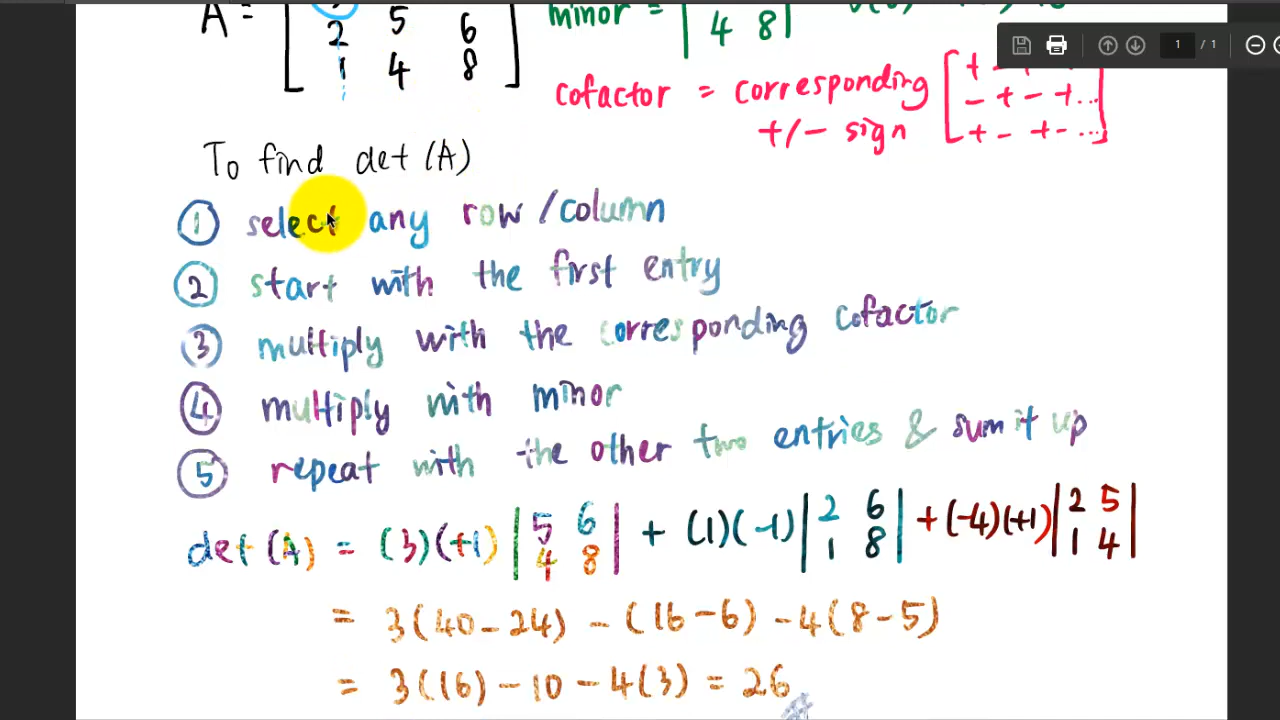 A = [ 3
2 5 6
1 4 8 ]
minor = |
4 8 |
cofactor = corresponding
+/- sign
[ + - +
- + - +...
+ - + - ... ]
1 / 1
To find det (A)
① select any row /column
② start with the first entry
③ multiply with the corresponding cofactor
④ multiply with minor
⑤ repeat with the other two entries & sum it up
det (A) = (3)(+1) |5 6; 4 8| + (1)(-1) |2 6; 1 8| + (-4)(+1) |2 5; 1 4|
= 3(40-24) - (16-6) -4(8-5)
= 3(16) -10 -4(3) = 26